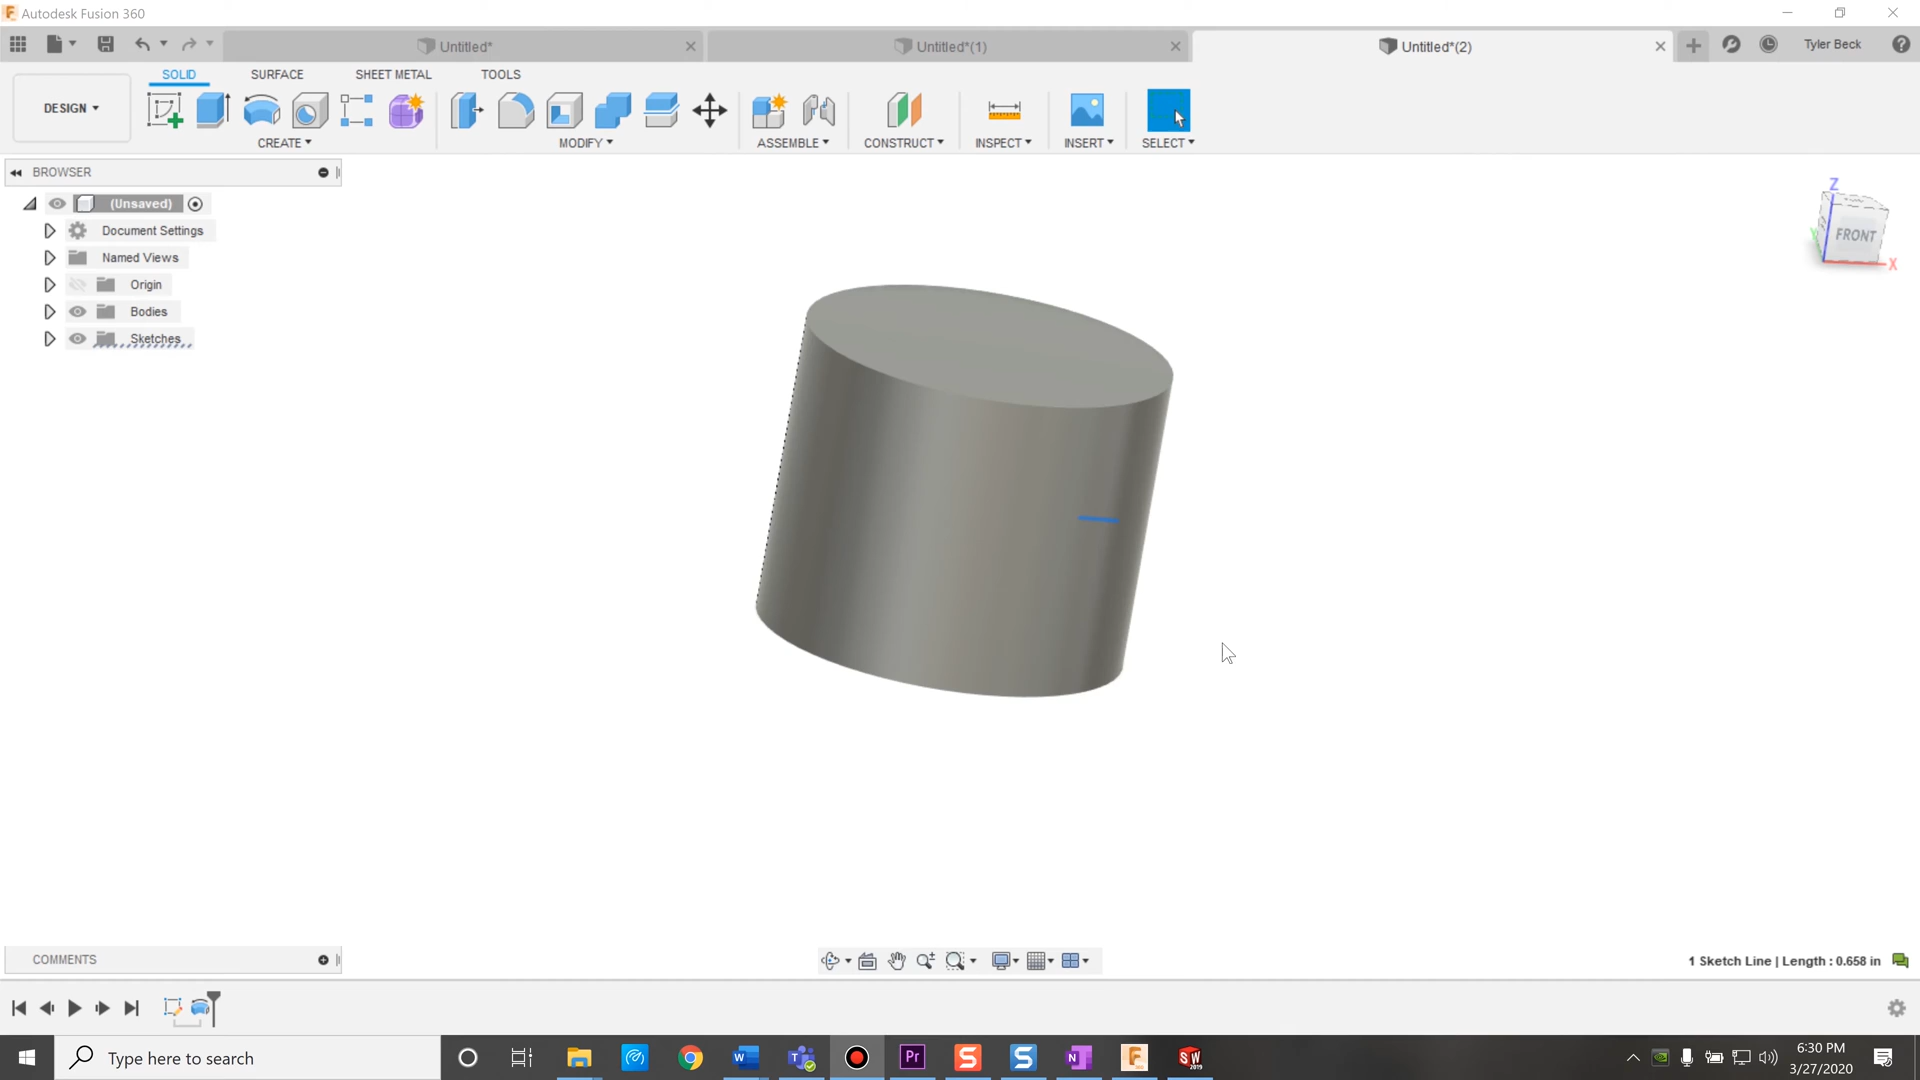 Autodesk Fusion 360
Untitled*
Untitled*(1)
Untitled*(2)
Tyler Beck
DESIGN
SOLID
SURFACE
SHEET METAL
TOOLS
CREATE
MODIFY
ASSEMBLE
CONSTRUCT
INSPECT
INSERT
SELECT
BROWSER
(Unsaved)
Document Settings
Named Views
Origin
Bodies
Sketches
Z
FRONT
X
COMMENTS
1 Sketch Line | Length : 0.658 in
Type here to search
6:30 PM
3/27/2020